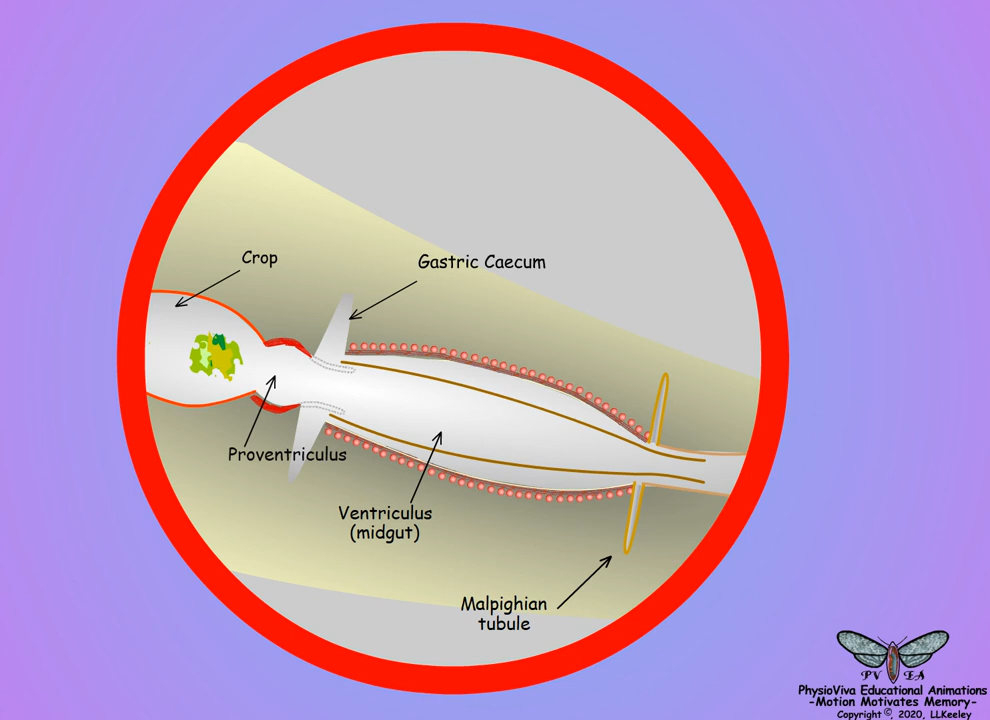 Crop
Gastric Caecum
Proventriculus
Ventriculus
(midgut)
Malpighian
tubule
PV EA
PhysioViva Educational Animations
-Motion Motivates Memory-
Copyright ©, 2020, LLKeeley